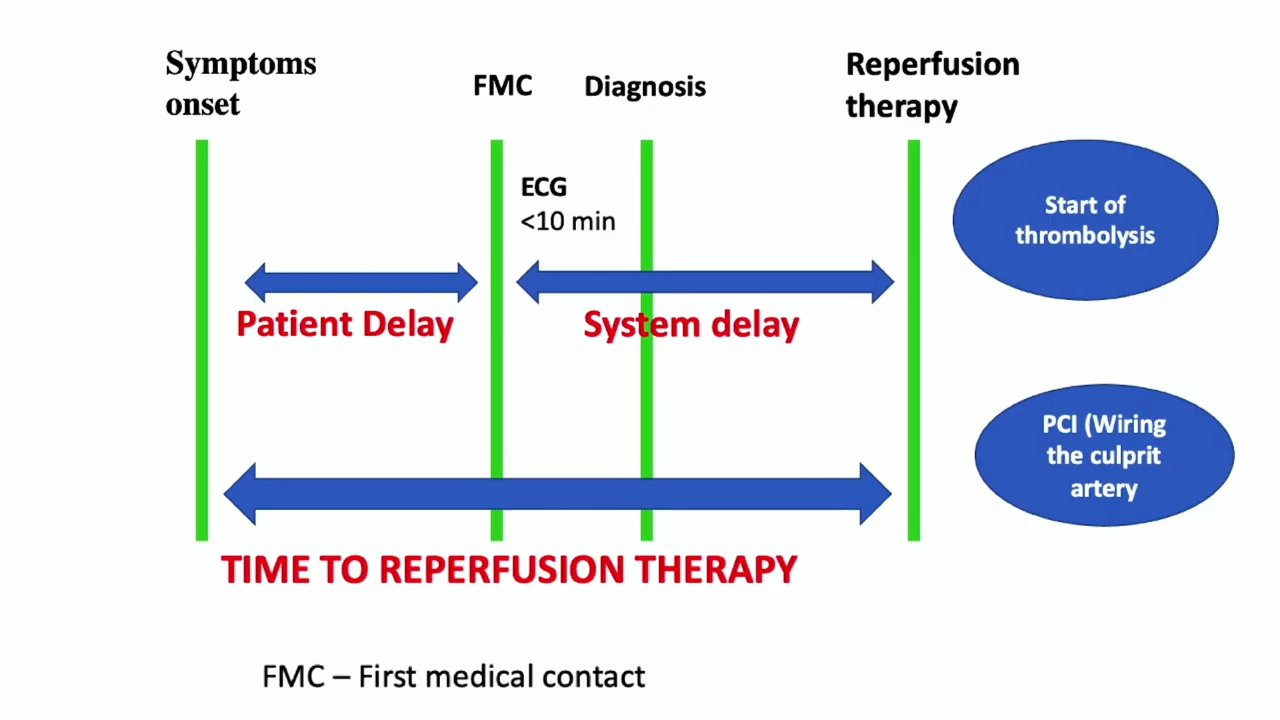 Symptoms
onset
FMC
Diagnosis
Reperfusion
therapy
ECG
<10 min
Start of
thrombolysis
Patient Delay
System delay
PCI (Wiring
the culprit
artery
TIME TO REPERFUSION THERAPY
FMC – First medical contact